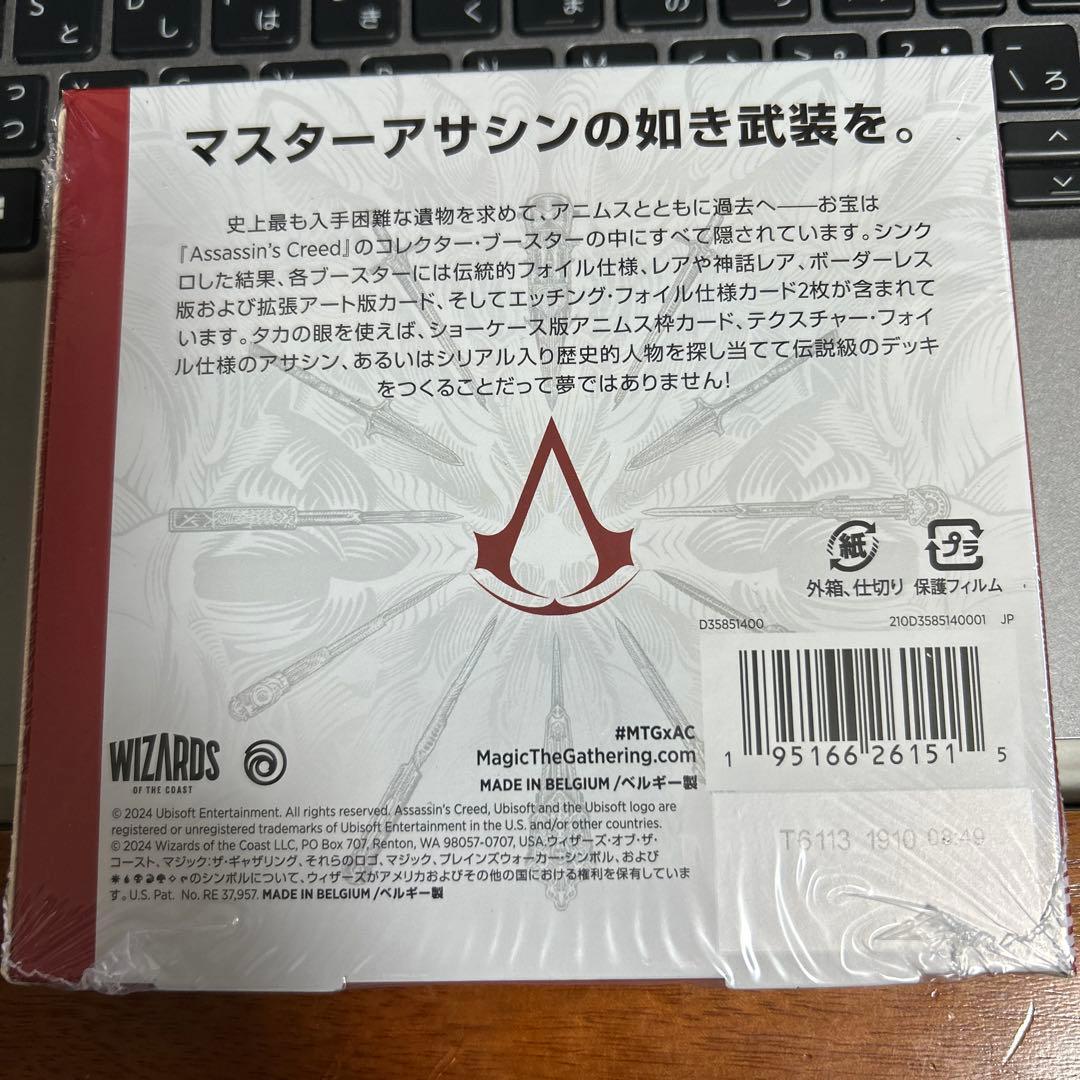 と
し
は
き
く
ま
の
り
れ
け
む
つ
っ
2
\ ろ
マスターアサシンの如き武装を。
史上最も入手困難な遺物を求めて、アニムスとともに過去へ――お宝は
『Assassin's Creed』のコレクター・ブースターの中にすべて隠されています。シンク
ロした結果、各ブースターには伝統的フォイル仕様、レアや神話レア、ボーダーレス
版および拡張アート版カード、そしてエッチング・フォイル仕様カード2枚が含まれて
います。タカの眼を使えば、ショーケース版アニムス枠カード、テクスチャー・フォイ
ル仕様のアサシン、あるいはシリアル入り歴史的人物を探し当てて伝説級のデッキ
をつくることだって夢ではありません!
紙 プラ
外箱、仕切り 保護フィルム
D35851400 210D3585140001 JP
1 95166 26151 5
T6113 1910 08:49
#MTGxAC
MagicTheGathering.com
MADE IN BELGIUM /ベルギー製
WIZARDS
OF THE COAST
© 2024 Ubisoft Entertainment. All rights reserved. Assassin's Creed, Ubisoft and the Ubisoft logo are
registered or unregistered trademarks of Ubisoft Entertainment in the U.S. and/or other countries.
© 2024 Wizards of the Coast LLC, PO Box 707, Renton, WA 98057-0707, USA.ウィザーズ・オブ・ザ・
コースト、マジック:ザ・ギャザリング、それらのロゴ、マジック、プレインズウォーカー・シンボル、および
のシンボルについて、ウィザーズがアメリカおよびその他の国における権利を保有していま
す。U.S. Pat. No. RE 37,957. MADE IN BELGIUM /ベルギー製